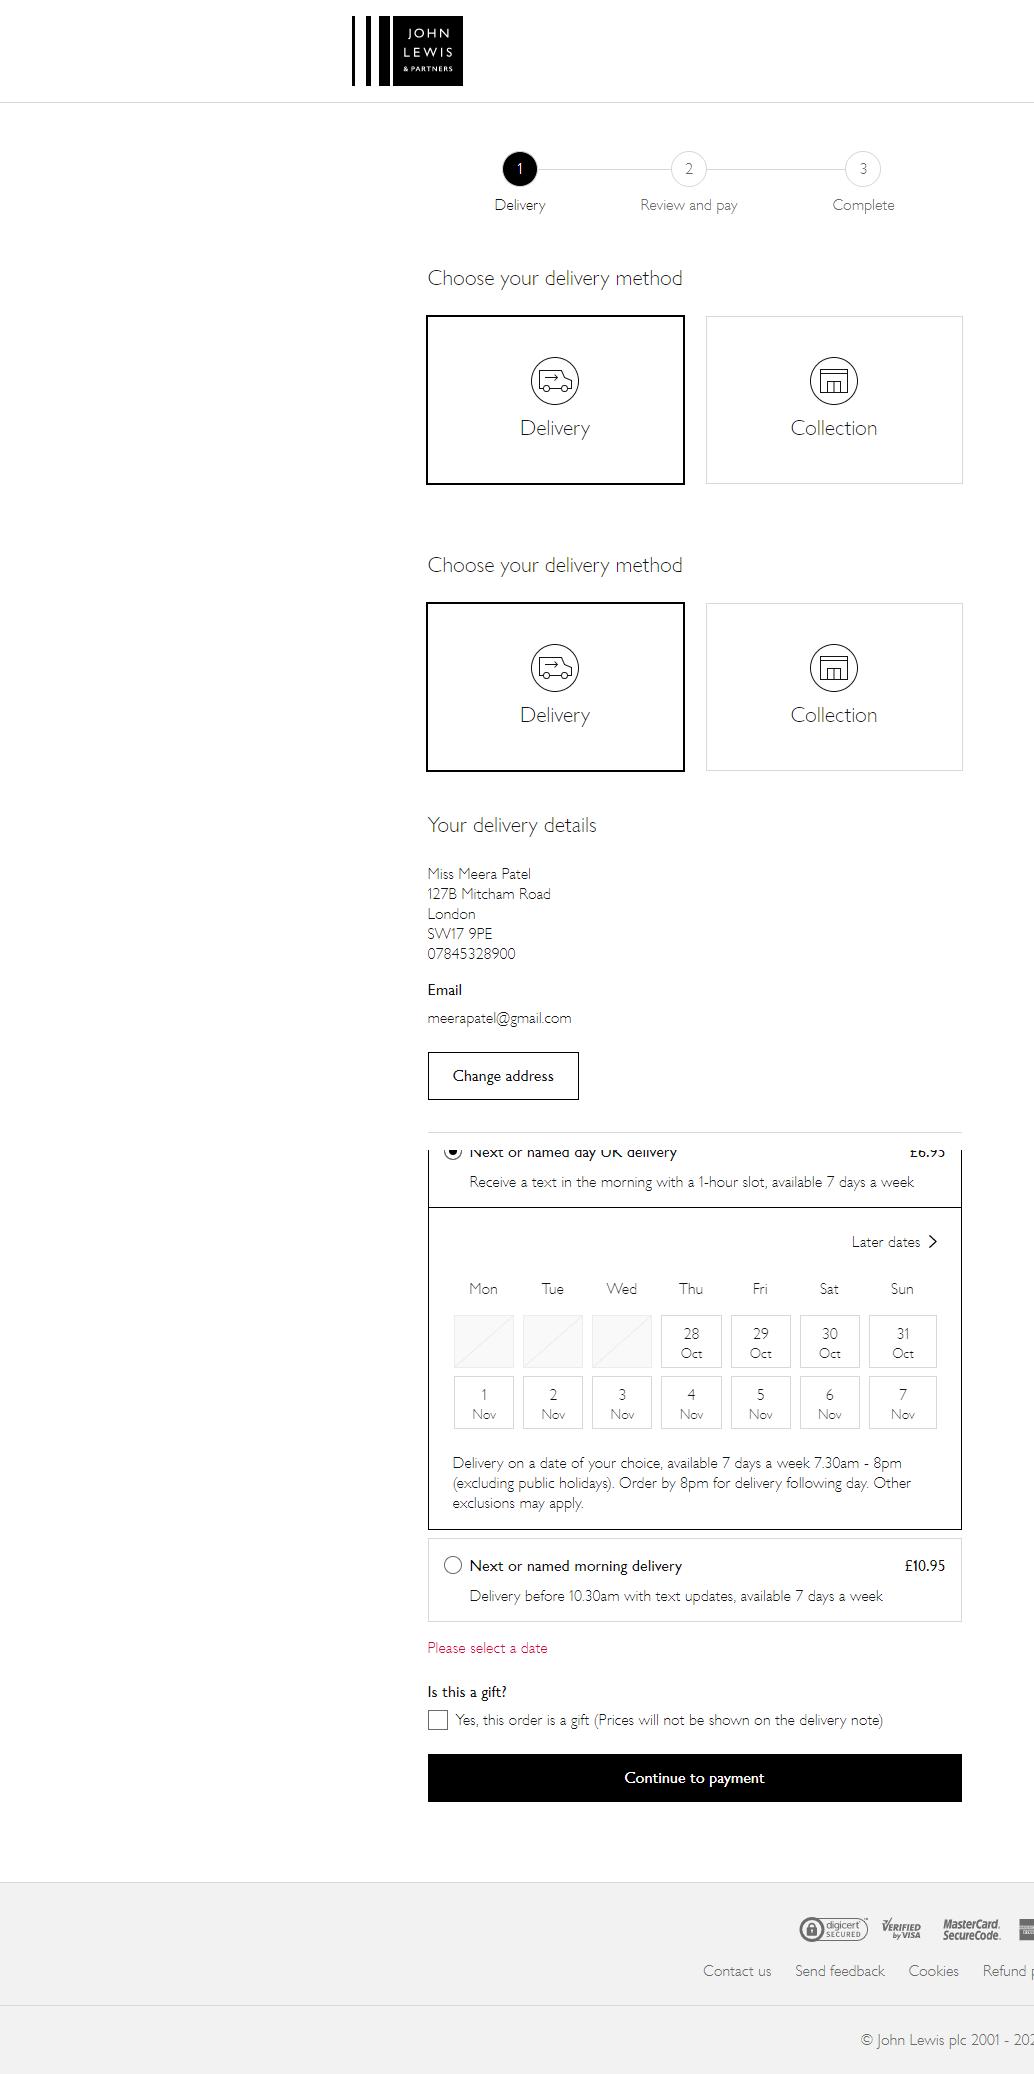 JOHN
LEWIS
& PARTNERS
1
2
3
Delivery
Review and pay
Complete
Choose your delivery method
Delivery
Collection
Choose your delivery method
Delivery
Collection
Your delivery details
Miss Meera Patel
127B Mitcham Road
London
SW17 9PE
07845328900
Email
meerapatel@gmail.com
Change address
Next or named day UK delivery £6.95
Receive a text in the morning with a 1-hour slot, available 7 days a week
Later dates
Mon Tue Wed Thu Fri Sat Sun
28 29 30 31
Oct Oct Oct Oct
1 2 3 4 5 6 7
Nov Nov Nov Nov Nov Nov Nov
Delivery on a date of your choice, available 7 days a week 7.30am - 8pm
(excluding public holidays). Order by 8pm for delivery following day. Other
exclusions may apply.
Next or named morning delivery £10.95
Delivery before 10.30am with text updates, available 7 days a week
Please select a date
Is this a gift?
Yes, this order is a gift (Prices will not be shown on the delivery note)
Continue to payment
digicert VERIFIED MasterCard.
SECURED by VISA SecureCode.
Contact us Send feedback Cookies Refund
© John Lewis plc 2001 -